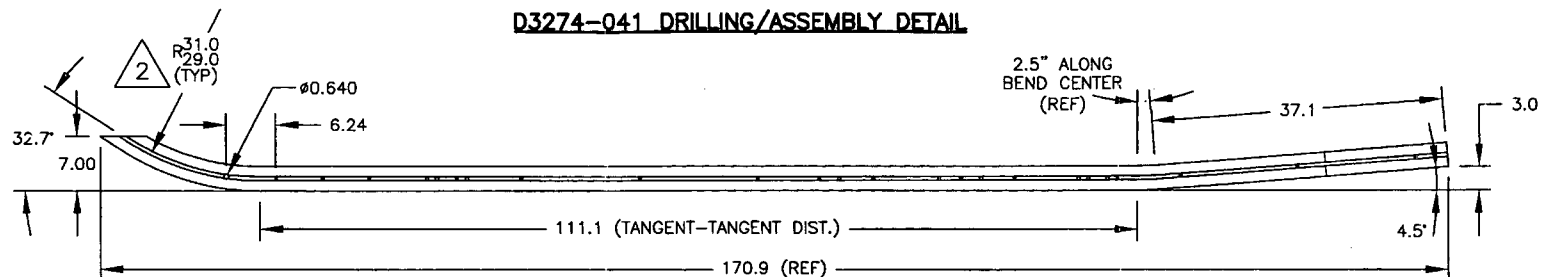 D3274-041 DRILLING/ASSEMBLY DETAIL
2
R31.0
29.0
(TYP)
ø0.640
6.24
2.5" ALONG
BEND CENTER
(REF)
37.1
3.0
32.7°
7.00
111.1 (TANGENT-TANGENT DIST.)
4.5°
170.9 (REF)